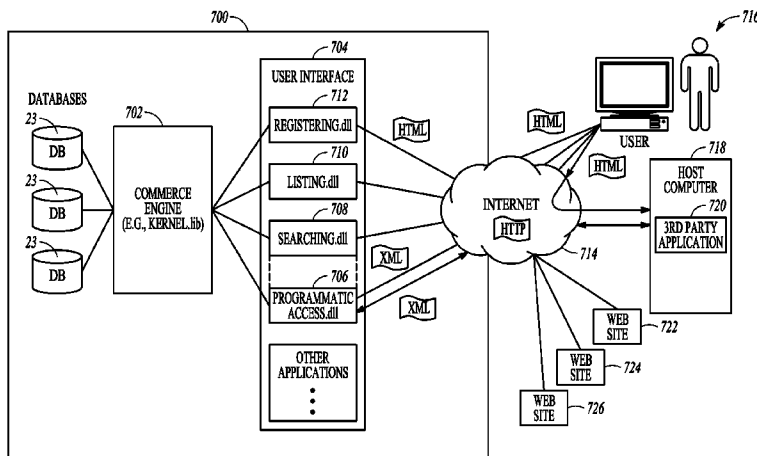 700
716
704
USER INTERFACE
DATABASES
23
DB
23
DB
23
DB
702
COMMERCE
ENGINE
(E.G., KERNEL.lib)
712
REGISTERING.dll
710
LISTING.dll
708
SEARCHING.dll
706
PROGRAMMATIC
ACCESS.dll
OTHER
APPLICATIONS
HTML
XML
XML
HTML
HTML
USER
INTERNET
HTTP
714
718
HOST
COMPUTER
720
3RD PARTY
APPLICATION
WEB
SITE
722
WEB
SITE
724
WEB
SITE
726